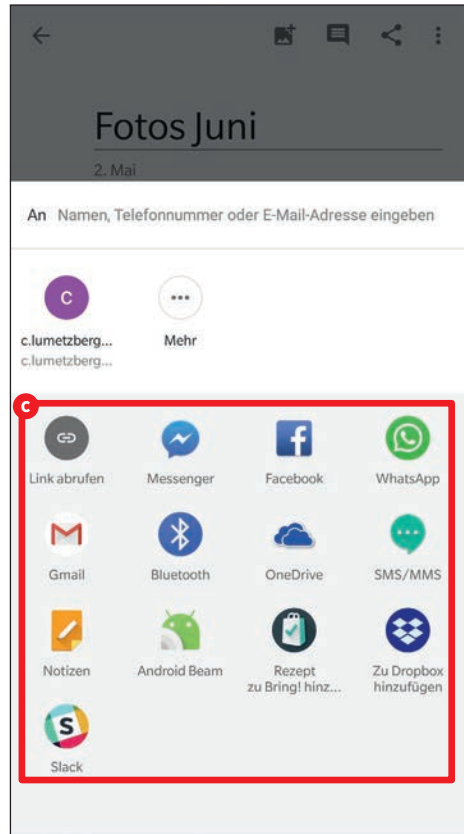 Fotos Juni
2. Mai
An Namen, Telefonnummer oder E-Mail-Adresse eingeben
C
c.lumetzberg... Mehr
c.lumetzberg...
C
Link abrufen Messenger Facebook WhatsApp
Gmail Bluetooth OneDrive SMS/MMS
Notizen Android Beam Rezept Zu Dropbox
zu Bring! hinz... hinzufügen
S
Slack